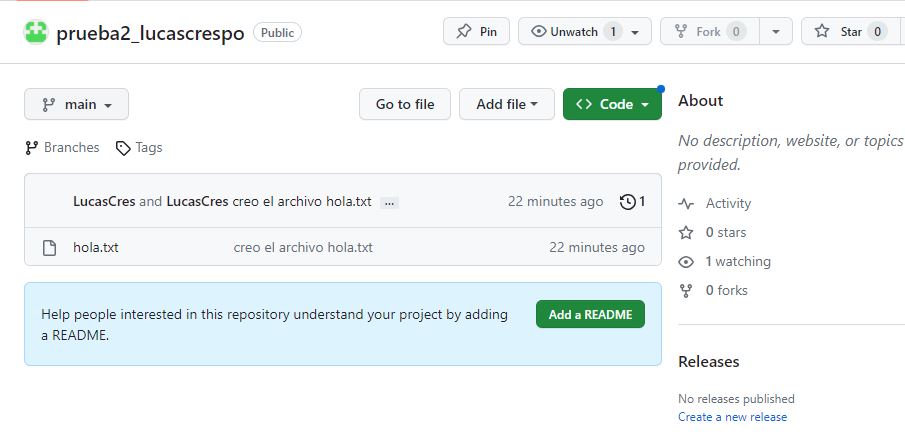 prueba2_lucascrespo Public Pin Unwatch 1 Fork 0 Star 0
main Go to file Add file Code
Branches Tags
LucasCres and LucasCres creo el archivo hola.txt ... 22 minutes ago 1
hola.txt creo el archivo hola.txt 22 minutes ago
Help people interested in this repository understand your project by adding
a README.
Add a README
About
No description, website, or topics
provided.
Activity
0 stars
1 watching
0 forks
Releases
No releases published
Create a new release